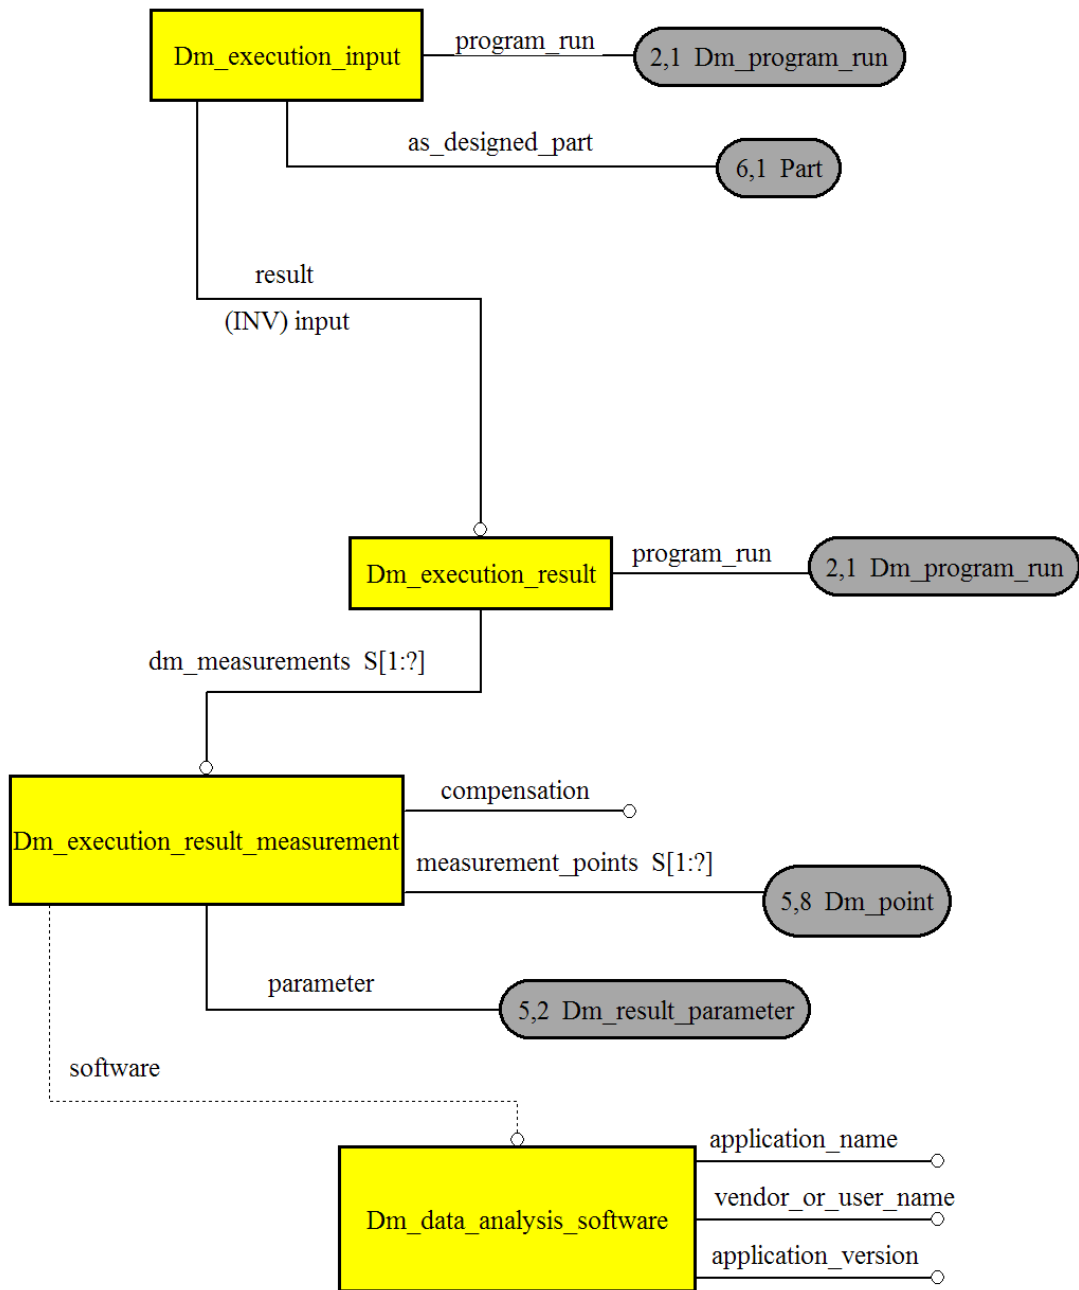 program_run
Dm_execution_input
2,1 Dm_program_run
as_designed_part
6,1 Part
result
(INV) input
program_run
Dm_execution_result
2,1 Dm_program_run
dm_measurements S[1:?]
compensation
Dm_execution_result_measurement
measurement_points S[1:?]
5,8 Dm_point
parameter
5,2 Dm_result_parameter
software
application_name
vendor_or_user_name
Dm_data_analysis_software
application_version